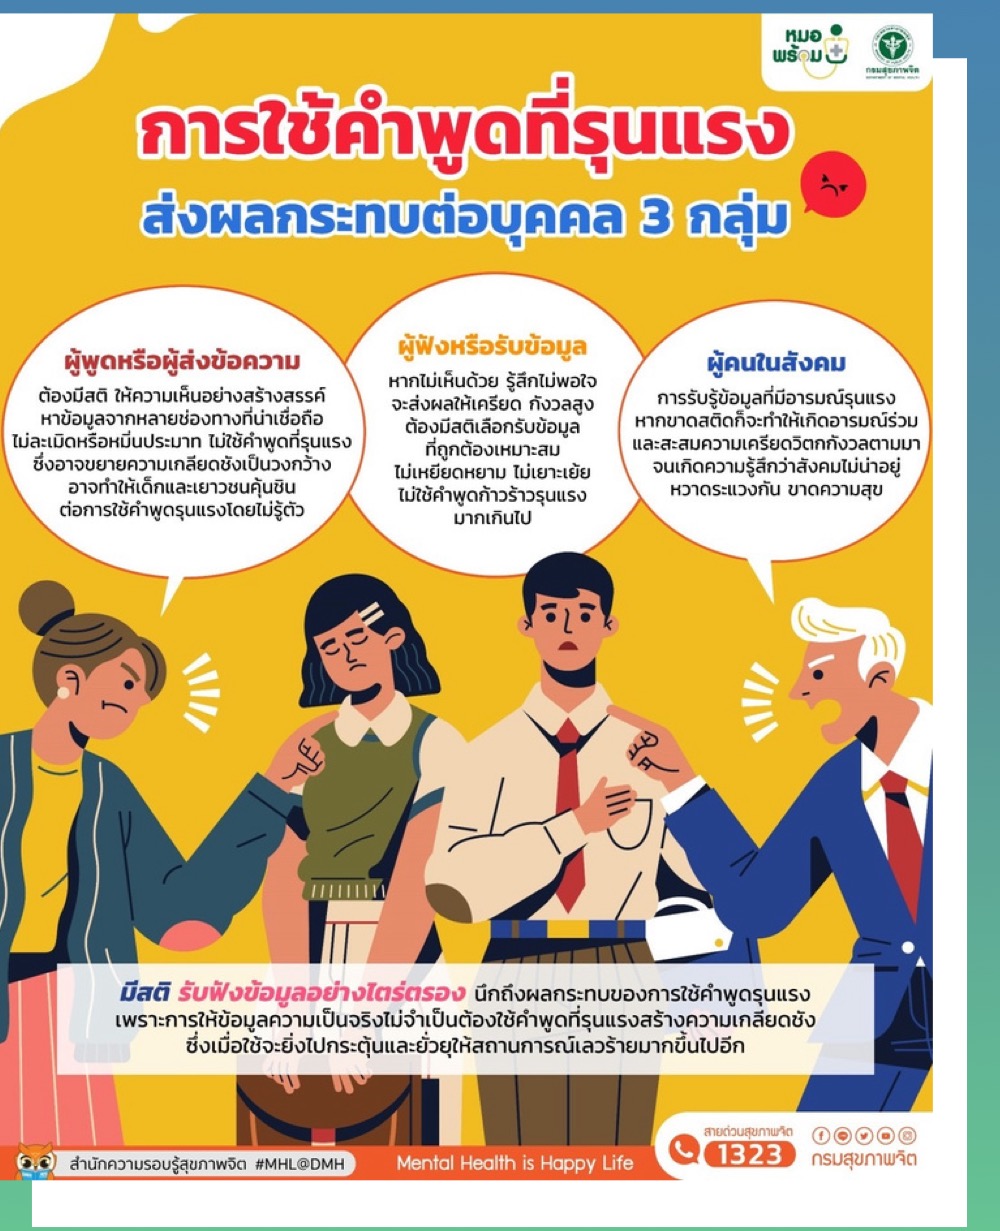 หมอ
พร้อม
กรมสุขภาพจิต
DEPARTMENT OF MENTAL HEALTH
การใช้คำพูดที่รุนแรง
ส่งผลกระทบต่อบุคคล 3 กลุ่ม
ผู้พูดหรือผู้ส่งข้อความ
ต้องมีสติ ให้ความเห็นอย่างสร้างสรรค์
หาข้อมูลจากหลายช่องทางที่น่าเชื่อถือ
ไม่ละเมิดหรือหมิ่นประมาท ไม่ใช้คำพูดที่รุนแรง
ซึ่งอาจขยายความเกลียดชังเป็นวงกว้าง
อาจทำให้เด็กและเยาวชนคุ้นชิน
ต่อการใช้คำพูดรุนแรงโดยไม่รู้ตัว
ผู้ฟังหรือรับข้อมูล
หากไม่เห็นด้วย รู้สึกไม่พอใจ
จะส่งผลให้เครียด กังวลสูง
ต้องมีสติเลือกรับข้อมูล
ที่ถูกต้องเหมาะสม
ไม่เหยียดหยาม ไม่เยาะเย้ย
ไม่ใช้คำพูดก้าวร้าวรุนแรง
มากเกินไป
ผู้คนในสังคม
การรับรู้ข้อมูลที่มีอารมณ์รุนแรง
หากขาดสติก็จะทำให้เกิดอารมณ์ร่วม
และสะสมความเครียดวิตกกังวลตามมา
จนเกิดความรู้สึกว่าสังคมไม่น่าอยู่
หวาดระแวงกัน ขาดความสุข
มีสติ รับฟังข้อมูลอย่างไตร่ตรอง นึกถึงผลกระทบของการใช้คำพูดรุนแรง
เพราะการให้ข้อมูลความเป็นจริงไม่จำเป็นต้องใช้คำพูดที่รุนแรงสร้างความเกลียดชัง
ซึ่งเมื่อใช้จะยิ่งไปกระตุ้นและยั่วยุให้สถานการณ์เลวร้ายมากขึ้นไปอีก
สำนักความรอบรู้สุขภาพจิต #MHL@DMH
Mental Health is Happy Life
สายด่วนสุขภาพจิต
1323
กรมสุขภาพจิต